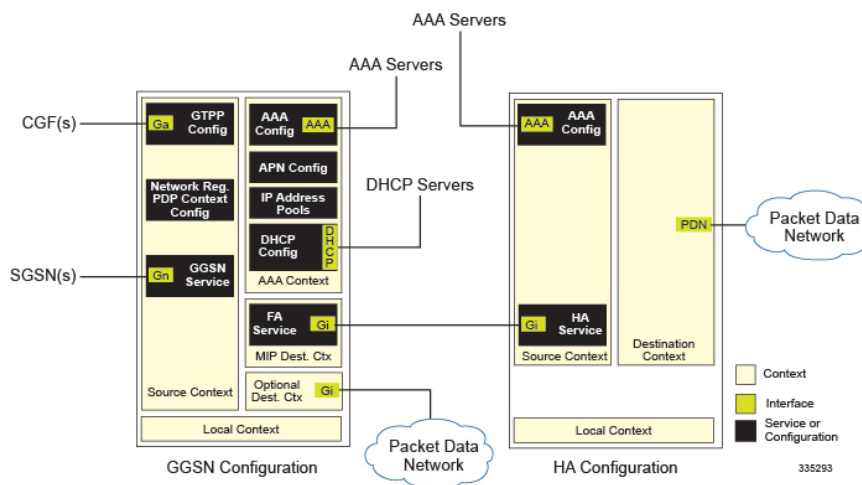 AAA Servers
AAA Servers
CGF(s)
Ga
GTPP
Config
AAA
Config
AAA
AAA
AAA
Config
APN Config
Network Reg.
PDP Context
Config
IP Address
Pools
DHCP Servers
DHCP
Config
DHCP
AAA Context
SGSN(s)
Gn
GGSN
Service
PDN
Packet Data
Network
FA
Service
Gi
MIP Dest. Ctx
Gi
HA
Service
Source Context
Destination
Context
Source Context
Optional
Dest. Ctx
Gi
Local Context
Packet Data
Network
Local Context
Context
Interface
Service or
Configuration
GGSN Configuration
HA Configuration
335293